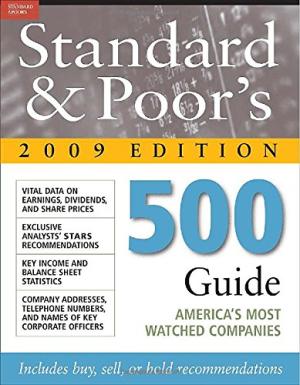 STANDARD
&POOR'S
Standard
& Poor's
2009 EDITION
VITAL DATA ON
EARNINGS, DIVIDENDS,
AND SHARE PRICES
EXCLUSIVE
ANALYSTS' STARS
RECOMMENDATIONS
KEY INCOME AND
BALANCE SHEET
STATISTICS
COMPANY ADDRESSES,
TELEPHONE NUMBERS,
AND NAMES OF KEY
CORPORATE OFFICERS
500
Guide
AMERICA'S MOST
WATCHED COMPANIES
Includes buy, sell, or hold recommendations